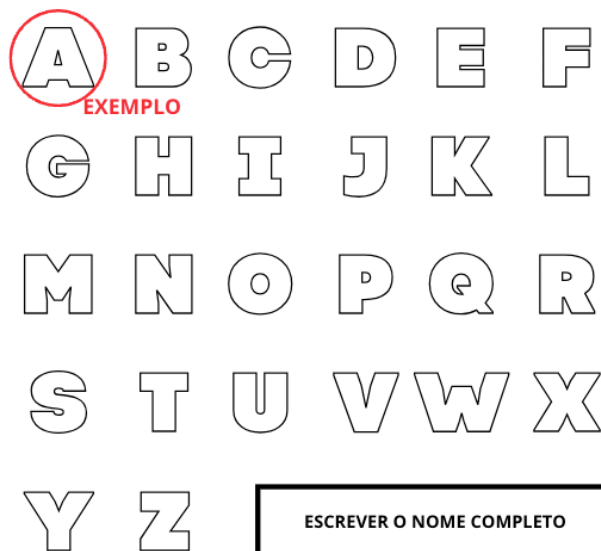 A B C D E F
EXEMPLO
G H I J K L
M N O P Q R
S T U V W X
Y Z
ESCREVER O NOME COMPLETO